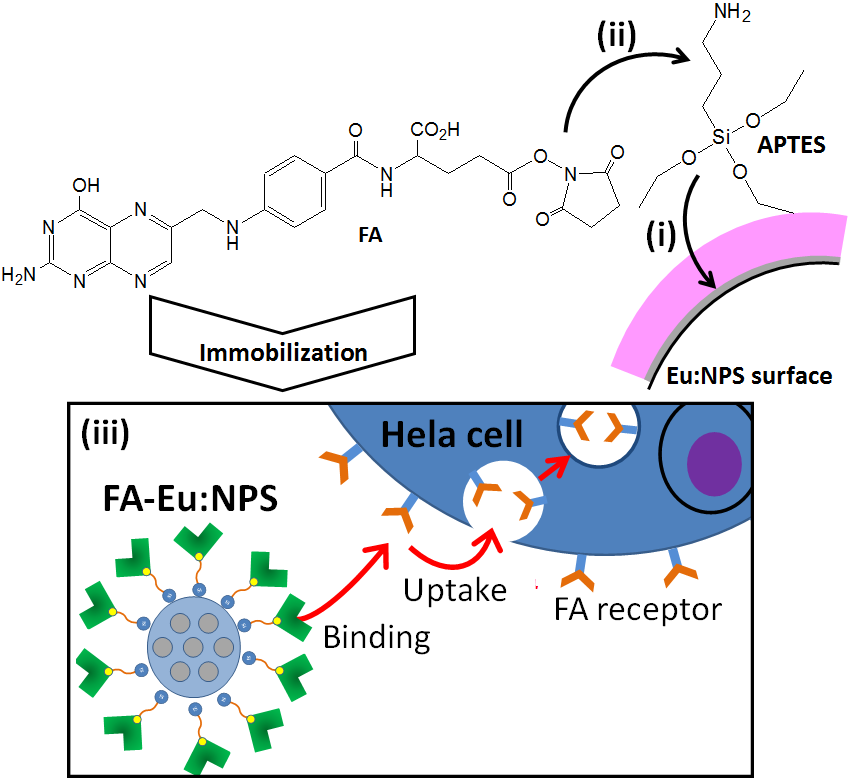 NH2
(ii)
O
CO2H
O
O
Si
O
APTES
O
O
N
O
N
H
O
O
OH
N
N
N
H
FA
(i)
H2N
N
N
Immobilization
Eu:NPS surface
(iii)
Hela cell
FA-Eu:NPS
Uptake
FA receptor
Binding